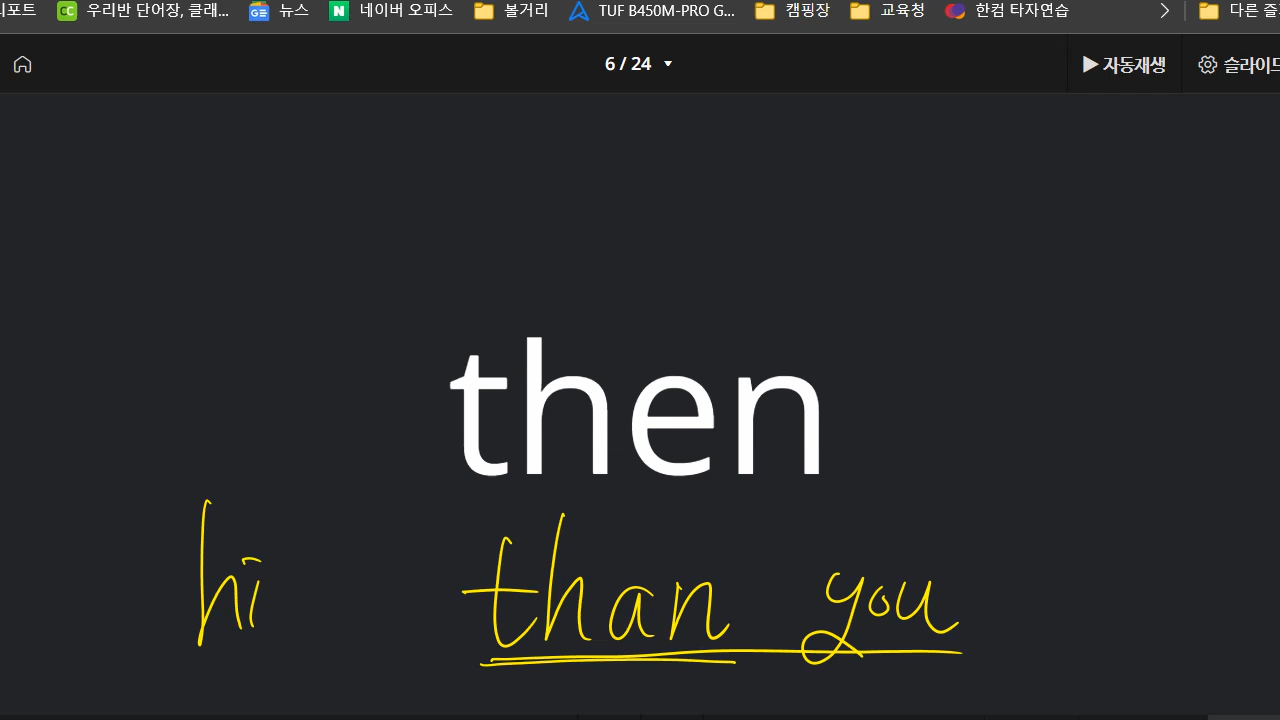 리포트 우리반 단어장, 클래... 뉴스 네이버 오피스 볼거리 TUF B450M-PRO G... 캠핑장 교육청 한컴 타자연습 다른 즐
6 / 24 자동재생 슬라이드
then
hi than you